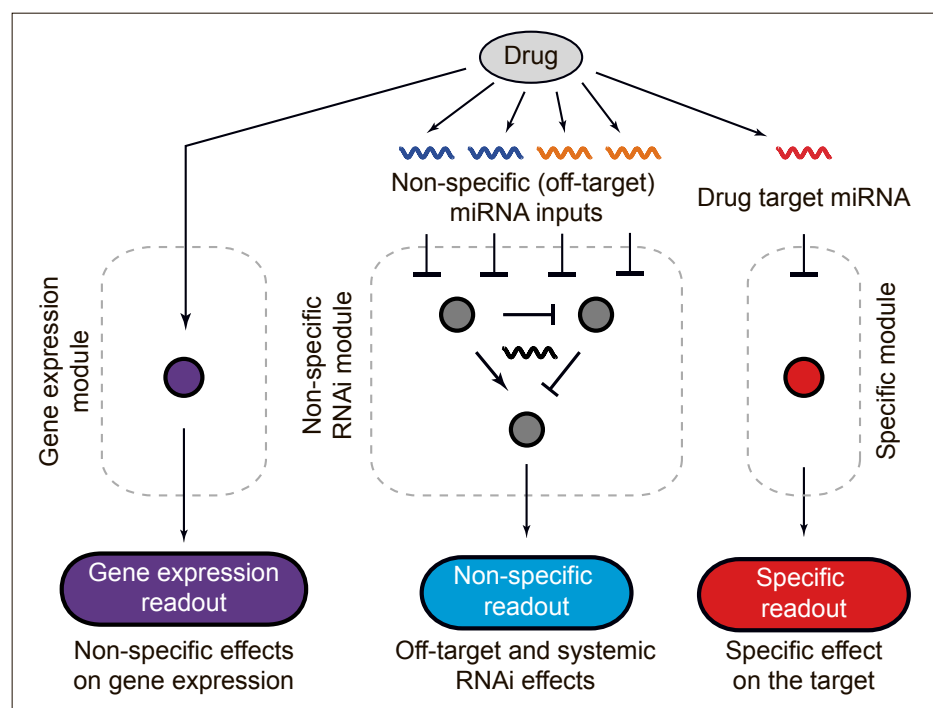 Drug
Non-specific (off-target)
miRNA inputs
Drug target miRNA
Gene expression
module
Non-specific
RNAi module
Specific module
Gene expression
readout
Non-specific
readout
Specific
readout
Non-specific effects
on gene expression
Off-target and systemic
RNAi effects
Specific effect
on the target